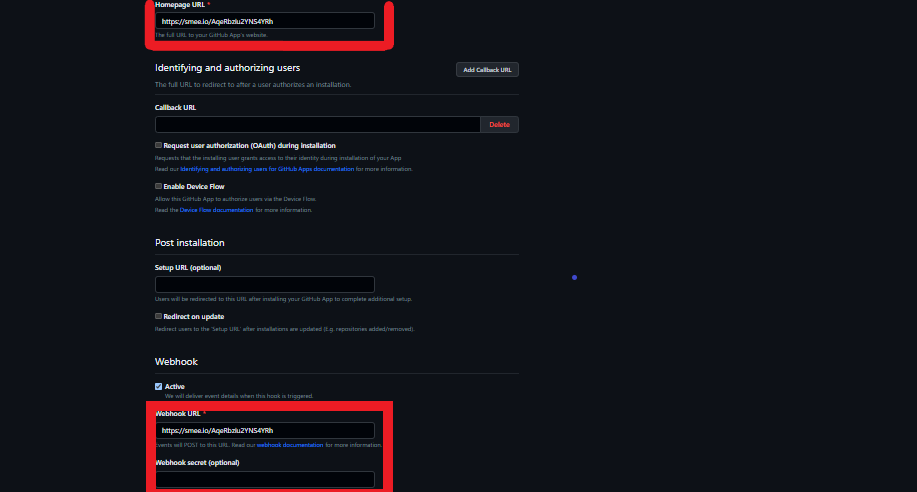 Homepage URL *
https://smee.io/AqeRbziu2YNS4YRh
The full URL to your GitHub App's website.
Identifying and authorizing users
Add Callback URL
The full URL to redirect to after a user authorizes an installation.
Callback URL
Delete
Request user authorization (OAuth) during installation
Requests that the installing user grants access to their identity during installation of your App
Read our Identifying and authorizing users for GitHub Apps documentation for more information.
Enable Device Flow
Allow this GitHub App to authorize users via the Device Flow.
Read the Device Flow documentation for more information.
Post installation
Setup URL (optional)
Users will be redirected to this URL after installing your GitHub App to complete additional setup.
Redirect on update
Redirect users to the 'Setup URL' after installations are updated (E.g. repositories added/removed).
Webhook
Active
We will deliver event details when this hook is triggered.
Webhook URL *
https://smee.io/AqeRbziu2YNS4YRh
Events will POST to this URL. Read our webhook documentation for more information.
Webhook secret (optional)